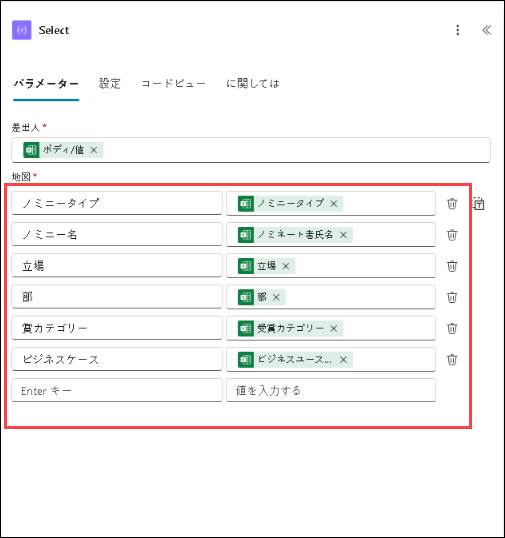 Select
パラメーター 設定 コードビュー に関しては
差出人 *
ボディ/値
地図 *
ノミニータイプ ノミニータイプ
ノミニー名 ノミネート者氏名
立場 立場
部 部
賞カテゴリー 受賞カテゴリー
ビジネスケース ビジネスユース...
Enter キー 値を入力する